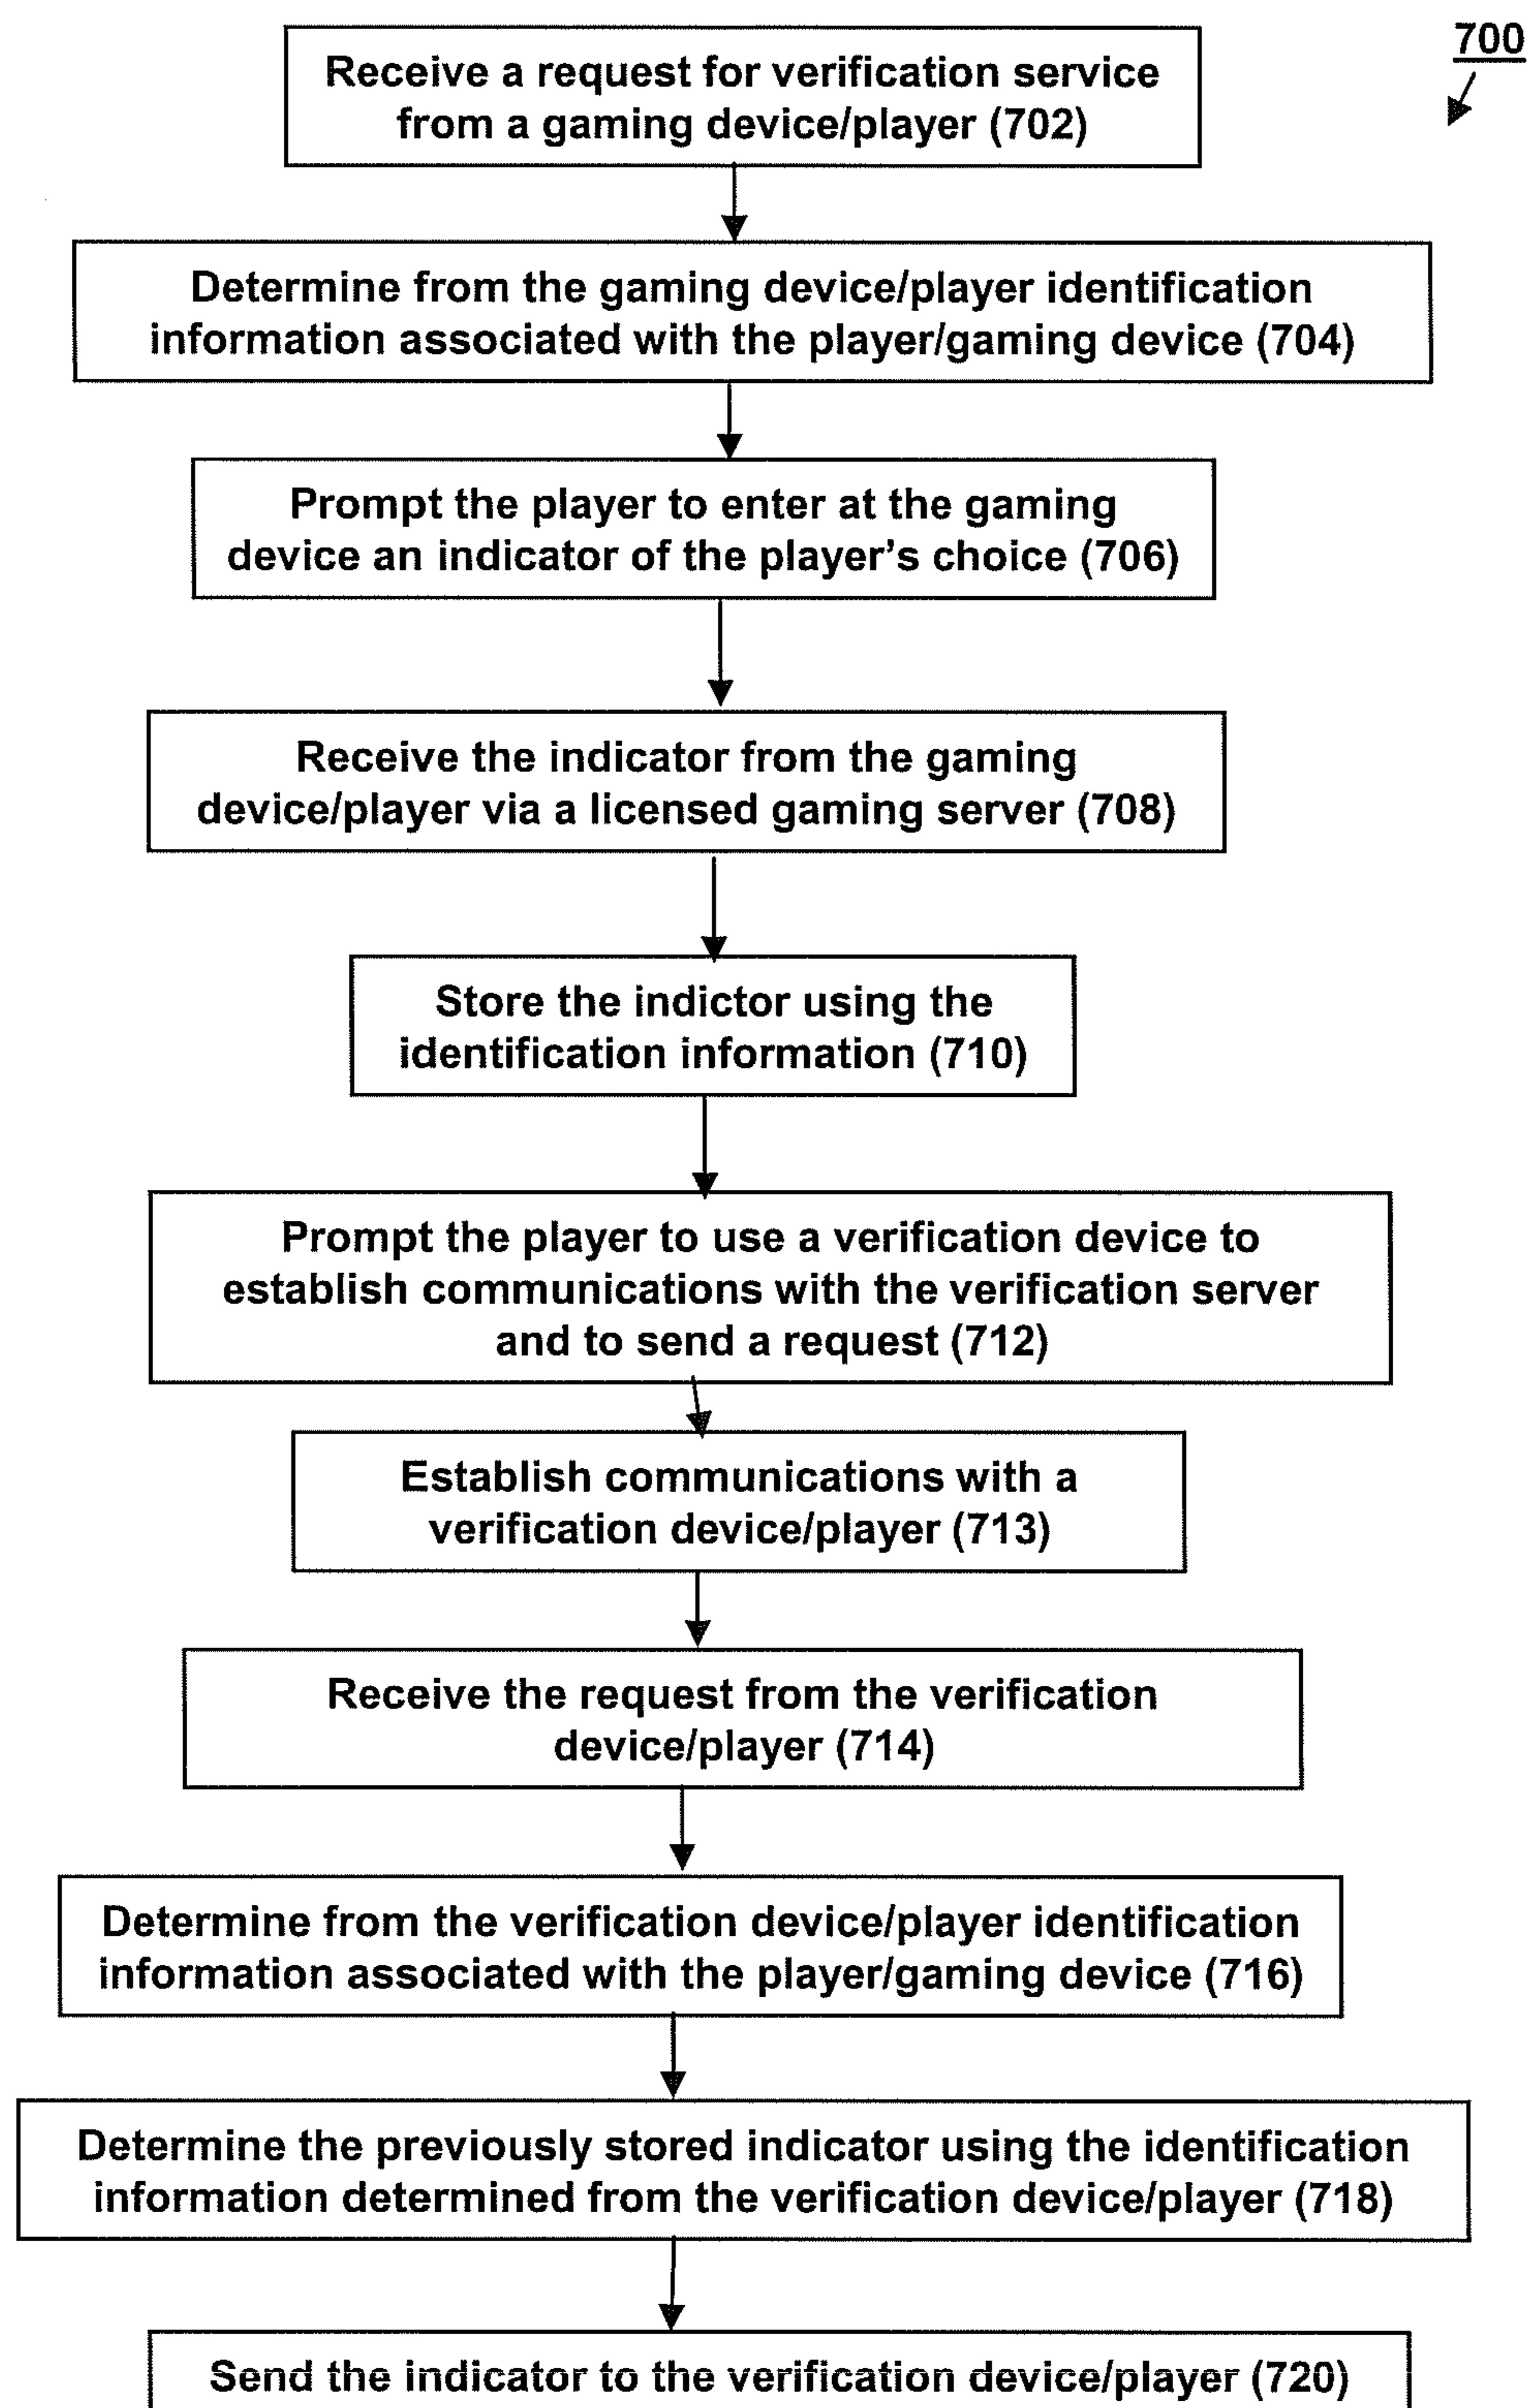 700
Receive a request for verification service
from a gaming device/player (702)
Determine from the gaming device/player identification
information associated with the player/gaming device (704)
Prompt the player to enter at the gaming
device an indicator of the player's choice (706)
Receive the indicator from the gaming
device/player via a licensed gaming server (708)
Store the indictor using the
identification information (710)
Prompt the player to use a verification device to
establish communications with the verification server
and to send a request (712)
Establish communications with a
verification device/player (713)
Receive the request from the verification
device/player (714)
Determine from the verification device/player identification
information associated with the player/gaming device (716)
Determine the previously stored indicator using the identification
information determined from the verification device/player (718)
Send the indicator to the verification device/player (720)